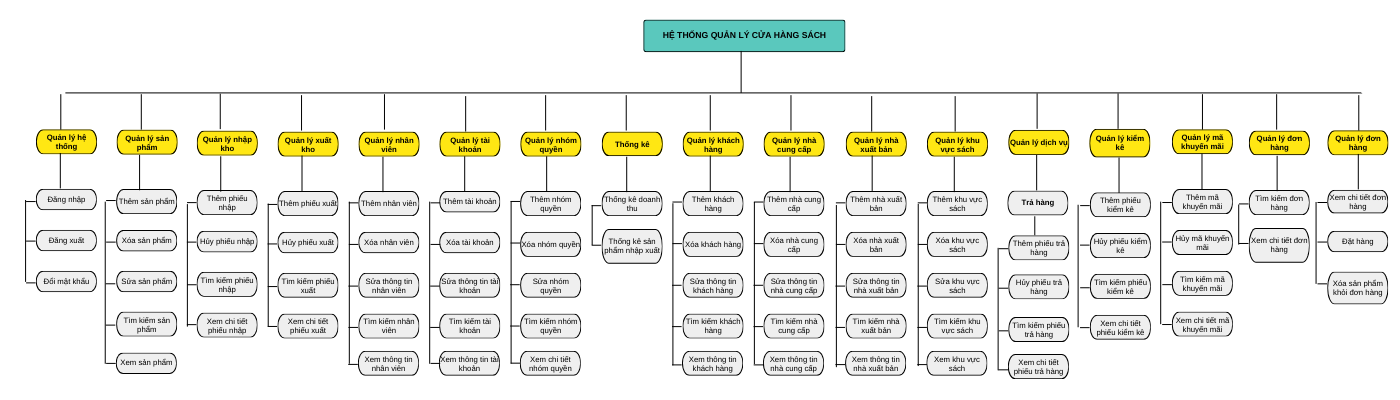 HỆ THỐNG QUẢN LÝ CỬA HÀNG SÁCH
Quản lý hệ
thống
Đăng nhập
Đăng xuất
Đổi mật khẩu
Quản lý sản
phẩm
Thêm sản phẩm
Xóa sản phẩm
Sửa sản phẩm
Tìm kiếm sản
phẩm
Xem sản phẩm
Quản lý nhập
kho
Thêm phiếu
nhập
Hủy phiếu nhập
Tìm kiếm phiếu
nhập
Xem chi tiết
phiếu nhập
Quản lý xuất
kho
Thêm phiếu xuất
Hủy phiếu xuất
Tìm kiếm phiếu
xuất
Xem chi tiết
phiếu xuất
Quản lý nhân
viên
Thêm nhân viên
Xóa nhân viên
Sửa thông tin
nhân viên
Tìm kiếm nhân
viên
Xem thông tin
nhân viên
Quản lý tài
khoản
Thêm tài khoản
Xóa tài khoản
Sửa thông tin tài
khoản
Tìm kiếm tài
khoản
Xem thông tin tài
khoản
Quản lý nhóm
quyền
Thêm nhóm
quyền
Xóa nhóm quyền
Sửa nhóm
quyền
Tìm kiếm nhóm
quyền
Xem chi tiết
nhóm quyền
Thống kê
Thống kê doanh
thu
Thống kê sản
phẩm nhập xuất
Quản lý khách
hàng
Thêm khách
hàng
Xóa khách hàng
Sửa thông tin
khách hàng
Tìm kiếm khách
hàng
Xem thông tin
khách hàng
Quản lý nhà
cung cấp
Thêm nhà cung
cấp
Xóa nhà cung
cấp
Sửa thông tin
nhà cung cấp
Tìm kiếm nhà
cung cấp
Xem thông tin
nhà cung cấp
Quản lý nhà
xuất bản
Thêm nhà xuất
bản
Xóa nhà xuất
bản
Sửa thông tin
nhà xuất bản
Tìm kiếm nhà
xuất bản
Xem thông tin
nhà xuất bản
Quản lý khu
vực sách
Thêm khu vực
sách
Xóa khu vực
sách
Sửa khu vực
sách
Tìm kiếm khu
vực sách
Xem khu vực
sách
Quản lý dịch vụ
Trả hàng
Thêm phiếu trả
hàng
Hủy phiếu trả
hàng
Tìm kiếm phiếu
trả hàng
Xem chi tiết
phiếu trả hàng
Quản lý kiểm
kê
Thêm phiếu
kiểm kê
Hủy phiếu kiểm
kê
Tìm kiếm phiếu
kiểm kê
Xem chi tiết
phiếu kiểm kê
Quản lý mã
khuyến mãi
Thêm mã
khuyến mãi
Hủy mã khuyến
mãi
Tìm kiếm mã
khuyến mãi
Xem chi tiết mã
khuyến mãi
Quản lý đơn
hàng
Tìm kiếm đơn
hàng
Xem chi tiết đơn
hàng
Quản lý đơn
hàng
Xem chi tiết đơn
hàng
Đặt hàng
Xóa sản phẩm
khỏi đơn hàng